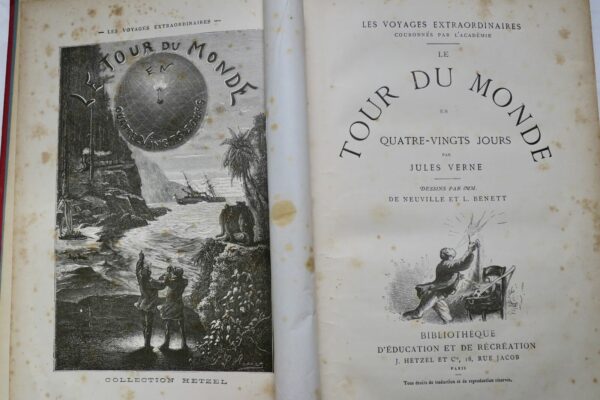 — LES VOYAGES EXTRAORDINAIRES —
LE TOUR DU MONDE
EN
QUATRE-VINGTS JOURS
COLLECTION HETZEL
LES VOYAGES EXTRAORDINAIRES
COURONNÉS PAR L'ACADÉMIE
LE
TOUR DU MONDE
EN
QUATRE-VINGTS JOURS
PAR
JULES VERNE
DESSINS PAR MM.
DE NEUVILLE ET L. BENETT
BIBLIOTHÈQUE
D'ÉDUCATION ET DE RÉCRÉATION
J. HETZEL ET Cie, 18, RUE JACOB
PARIS
Tous droits de traduction et de reproduction réservés.